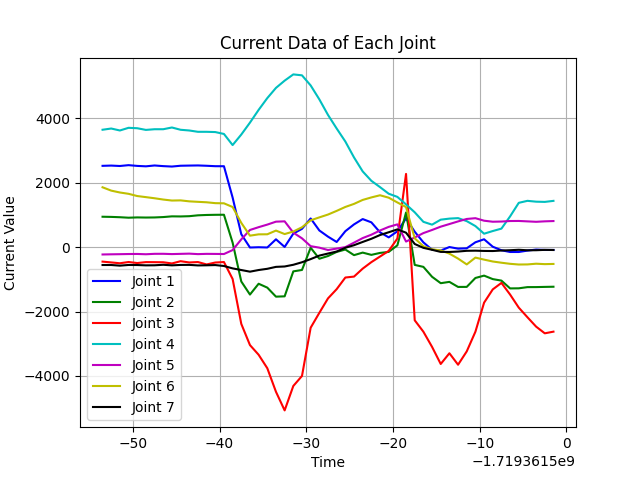 Current Data of Each Joint
Current Value
4000
2000
0
−2000
−4000
Joint 1
Joint 2
Joint 3
Joint 4
Joint 5
Joint 6
Joint 7
−50 −40 −30 −20 −10 0
Time
−1.7193615e9